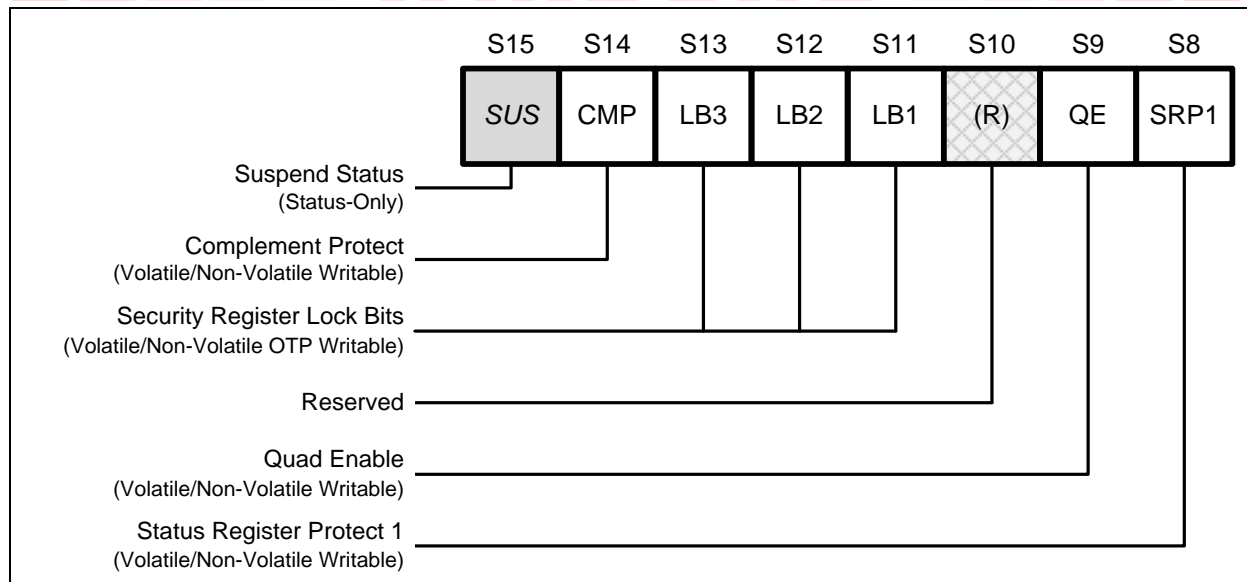 S15 S14 S13 S12 S11 S10 S9 S8
SUS CMP LB3 LB2 LB1 (R) QE SRP1
Suspend Status
(Status-Only)
Complement Protect
(Volatile/Non-Volatile Writable)
Security Register Lock Bits
(Volatile/Non-Volatile OTP Writable)
Reserved
Quad Enable
(Volatile/Non-Volatile Writable)
Status Register Protect 1
(Volatile/Non-Volatile Writable)